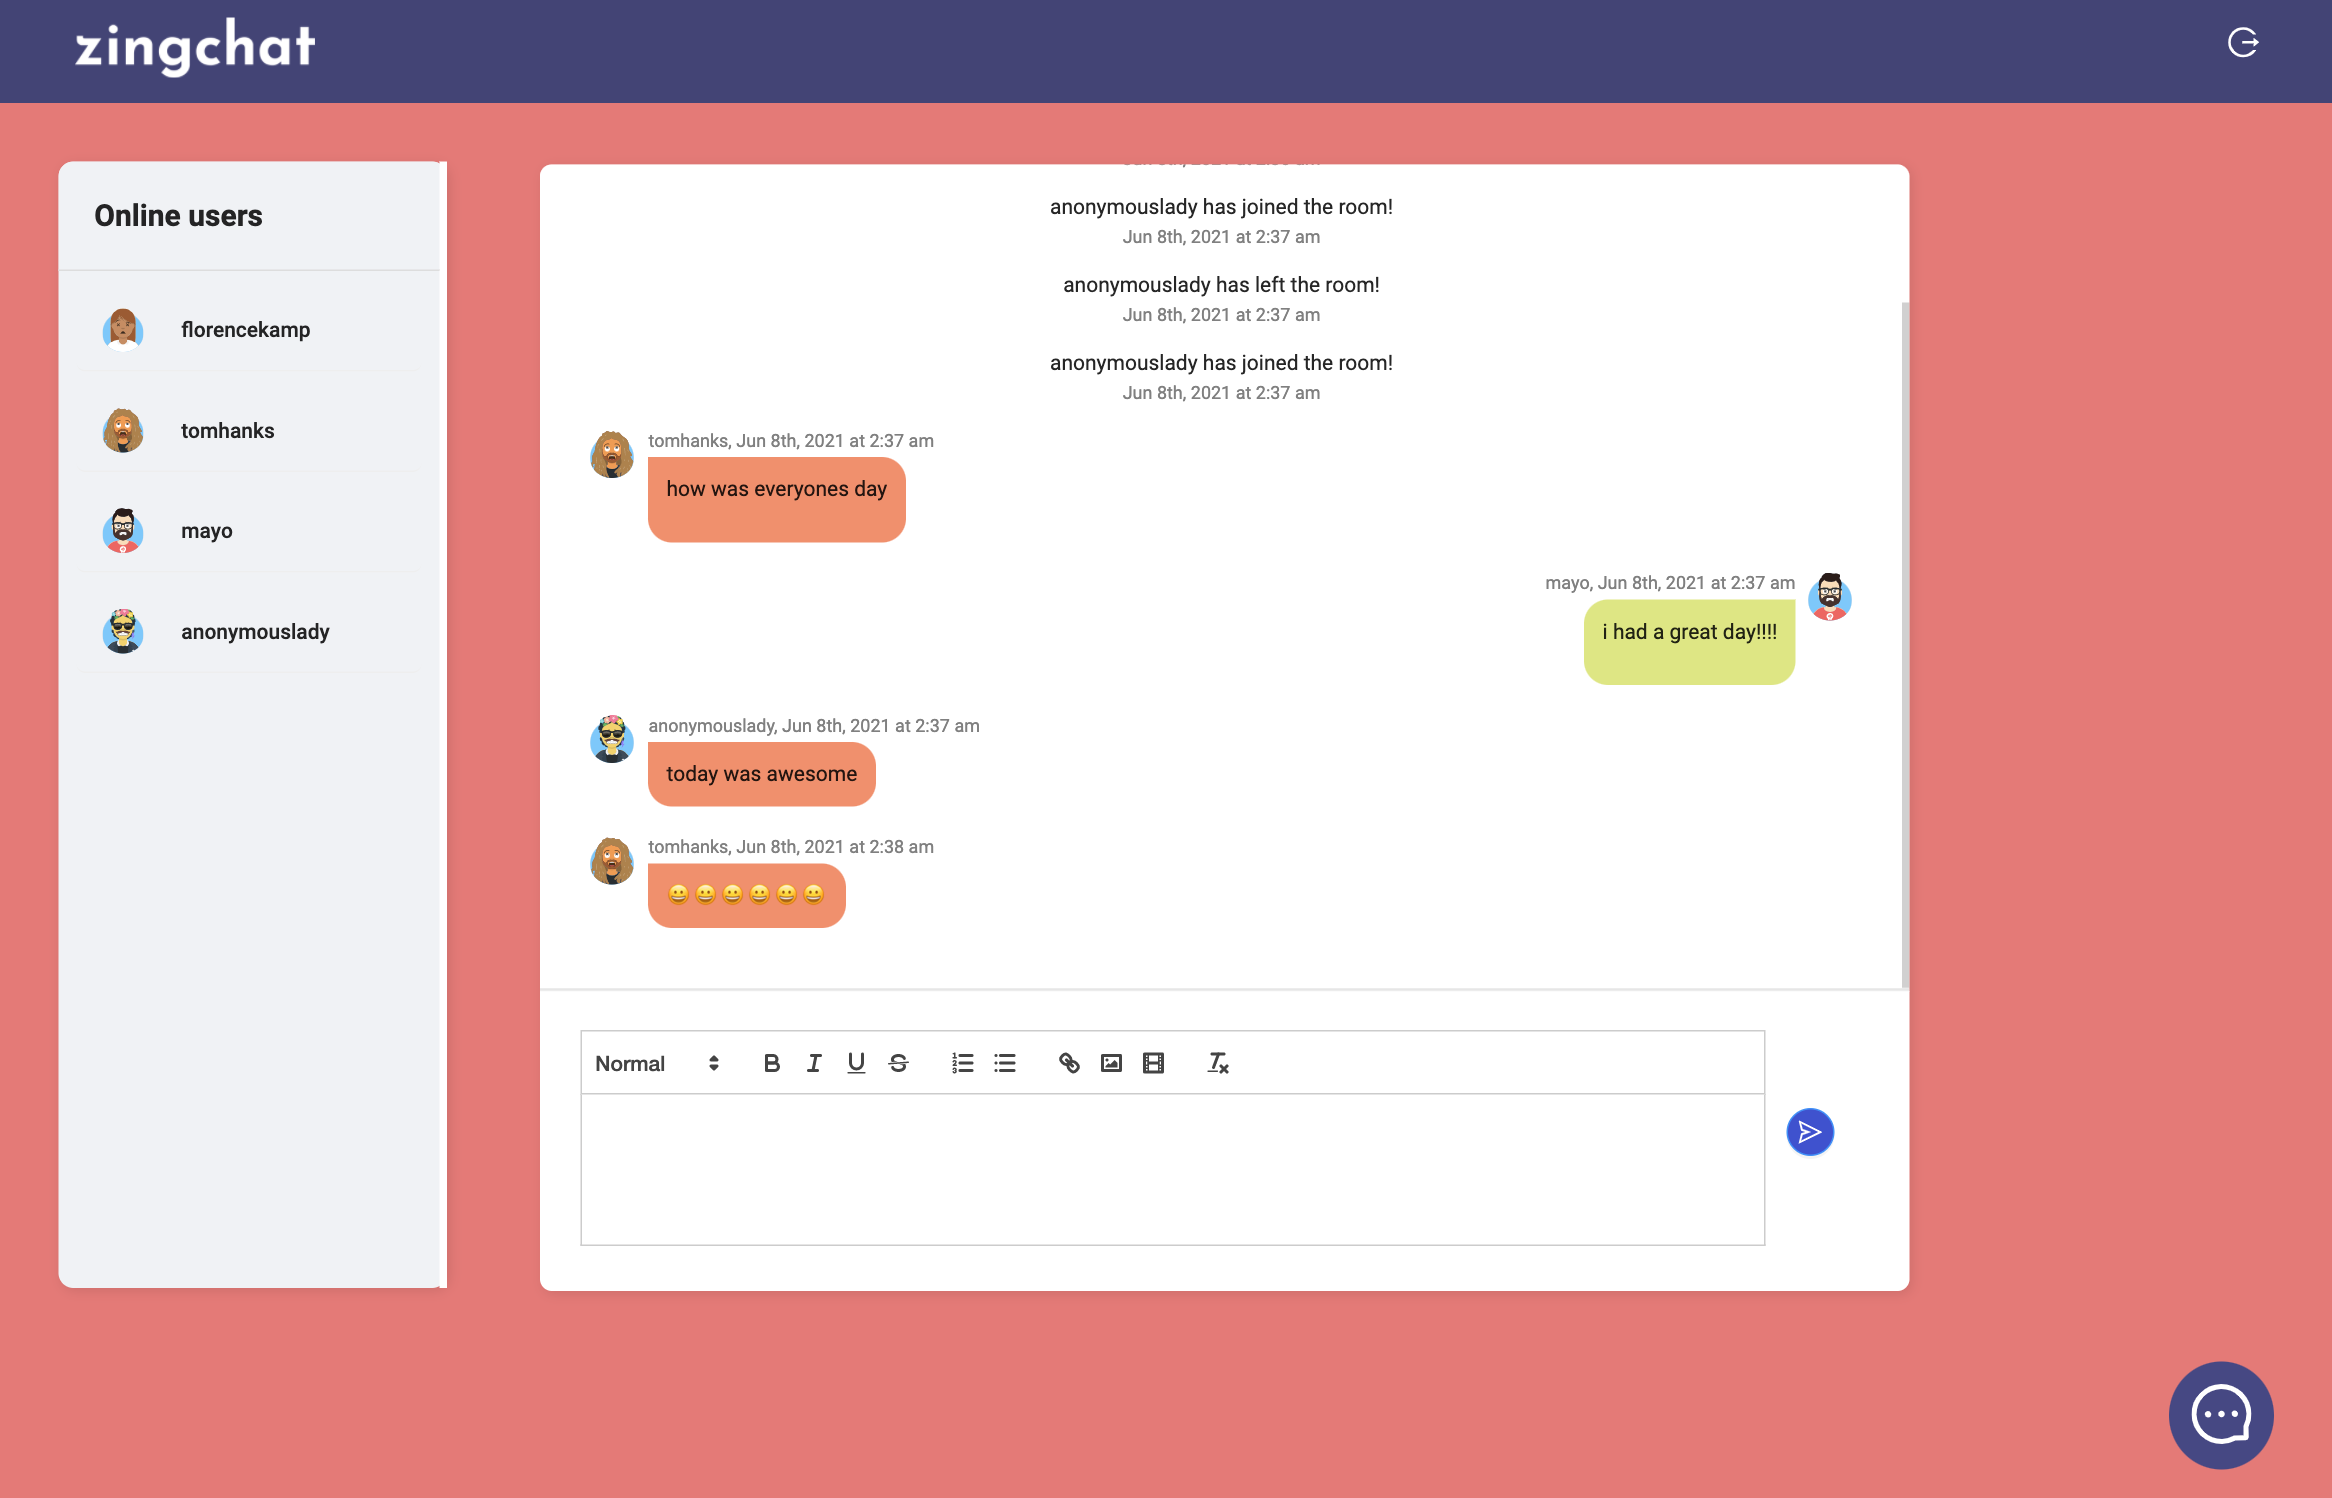 zingchat
Online users
florencekamp
tomhanks
mayo
anonymouslady
anonymouslady has joined the room!
Jun 8th, 2021 at 2:37 am
anonymouslady has left the room!
Jun 8th, 2021 at 2:37 am
anonymouslady has joined the room!
Jun 8th, 2021 at 2:37 am
tomhanks, Jun 8th, 2021 at 2:37 am
how was everyones day
mayo, Jun 8th, 2021 at 2:37 am
i had a great day!!!!
anonymouslady, Jun 8th, 2021 at 2:37 am
today was awesome
tomhanks, Jun 8th, 2021 at 2:38 am
😀😀😀😀😀😀
Normal